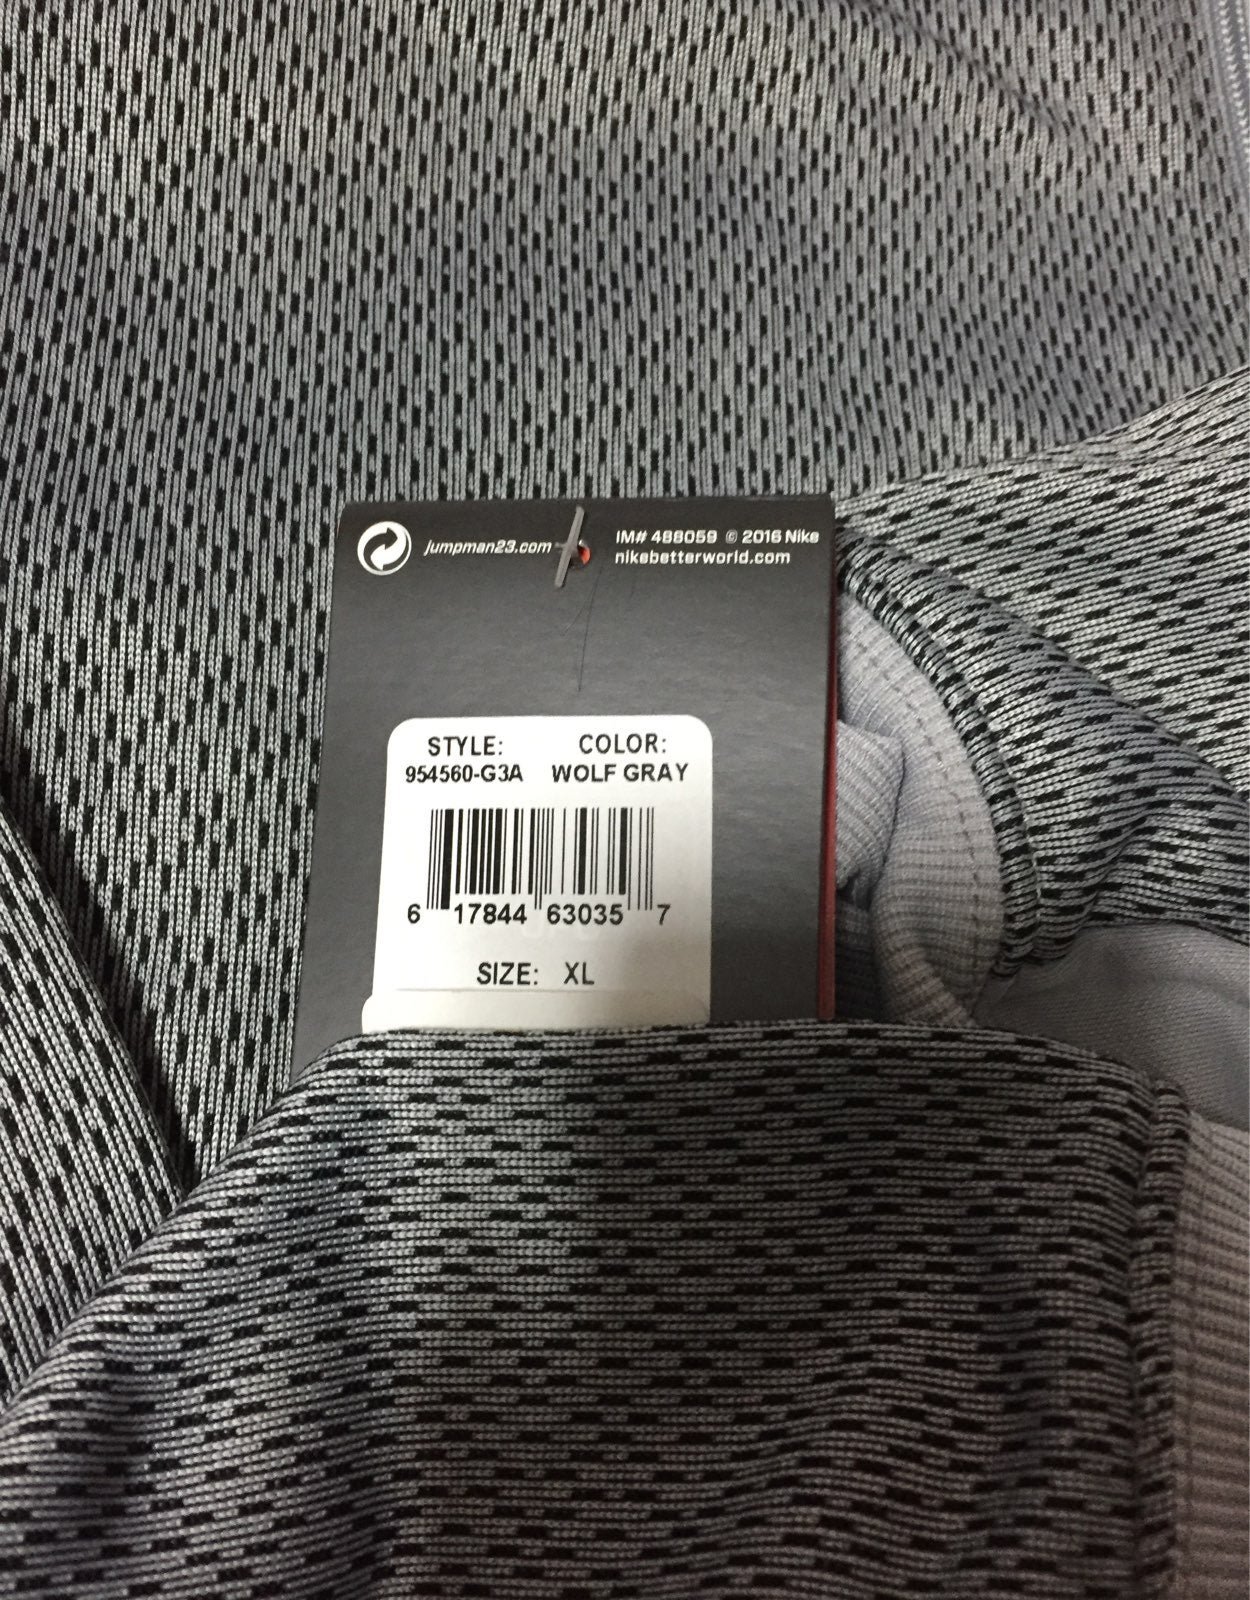 jumpman23.com
IM# 488059 © 2016 Nike
nikebetterworld.com
STYLE: COLOR:
954560-G3A WOLF GRAY
6 17844 63035 7
SIZE: XL